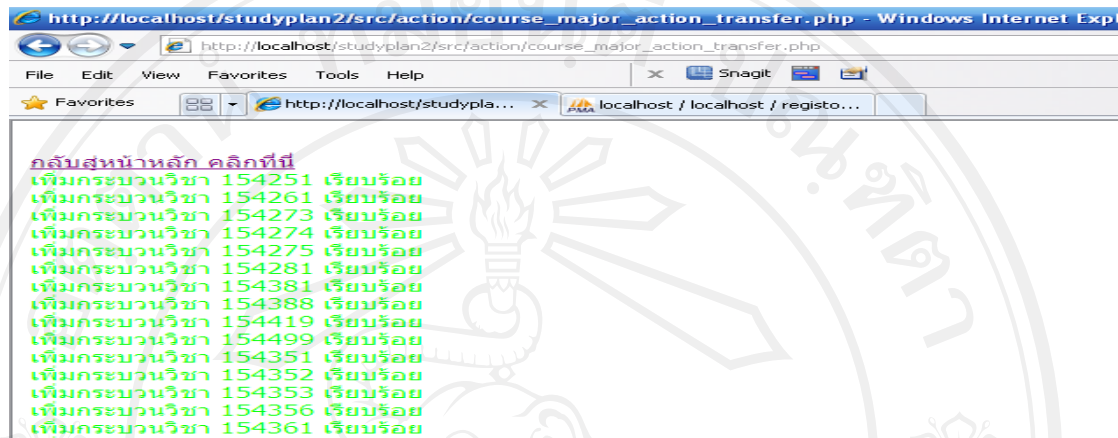 http://localhost/studyplan2/src/action/course_major_action_transfer.php - Windows Internet Expl
http://localhost/studyplan2/src/action/course_major_action_transfer.php
File Edit View Favorites Tools Help Snagit
Favorites http://localhost/studypla... localhost / localhost / registo...
กลับสู่หน้าหลัก คลิกที่นี่
เพิ่มกระบวนวิชา 154251 เรียบร้อย
เพิ่มกระบวนวิชา 154261 เรียบร้อย
เพิ่มกระบวนวิชา 154273 เรียบร้อย
เพิ่มกระบวนวิชา 154274 เรียบร้อย
เพิ่มกระบวนวิชา 154275 เรียบร้อย
เพิ่มกระบวนวิชา 154281 เรียบร้อย
เพิ่มกระบวนวิชา 154381 เรียบร้อย
เพิ่มกระบวนวิชา 154388 เรียบร้อย
เพิ่มกระบวนวิชา 154419 เรียบร้อย
เพิ่มกระบวนวิชา 154499 เรียบร้อย
เพิ่มกระบวนวิชา 154351 เรียบร้อย
เพิ่มกระบวนวิชา 154352 เรียบร้อย
เพิ่มกระบวนวิชา 154353 เรียบร้อย
เพิ่มกระบวนวิชา 154356 เรียบร้อย
เพิ่มกระบวนวิชา 154361 เรียบร้อย